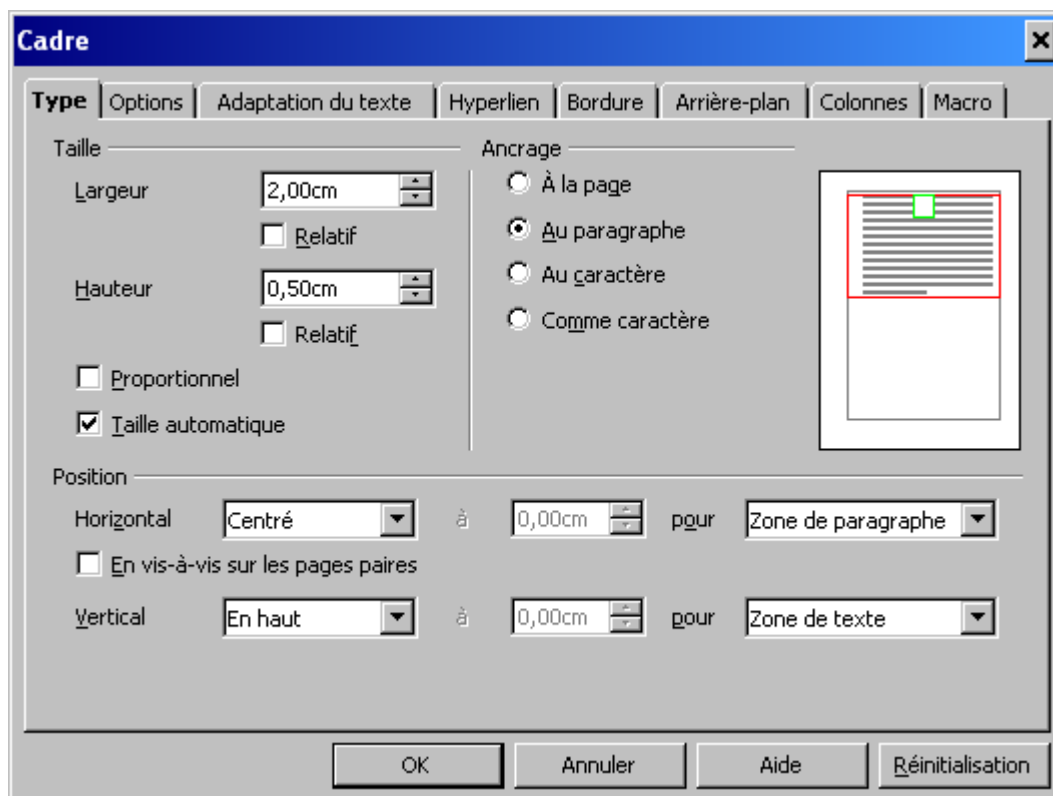 Cadre
Type Options Adaptation du texte Hyperlien Bordure Arrière-plan Colonnes Macro
Taille
Largeur 2,00cm
Relatif
Hauteur 0,50cm
Relatif
Proportionnel
Taille automatique
Ancrage
À la page
Au paragraphe
Au caractère
Comme caractère
Position
Horizontal Centré à 0,00cm pour Zone de paragraphe
En vis-à-vis sur les pages paires
Vertical En haut à 0,00cm pour Zone de texte
OK Annuler Aide Réinitialisation